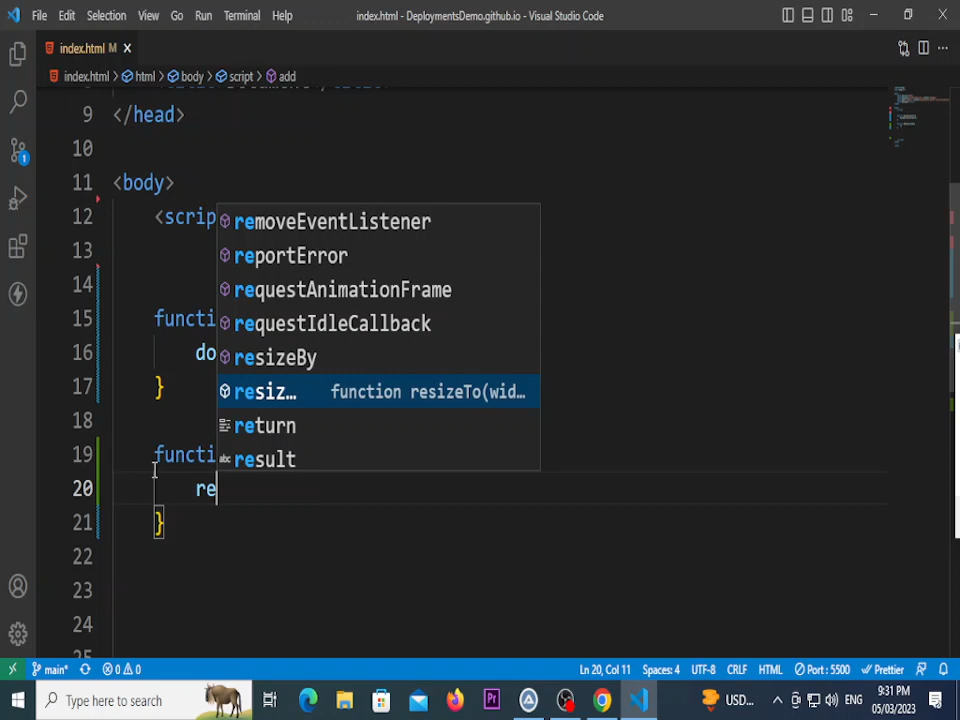 File Edit Selection View Go Run Terminal Help index.html - DeploymentsDemo.github.io - Visual Studio Code
index.html M
index.html > html > body > script > add
9 </head>
10
11 <body>
12 <scrip
13
14
15 functi
16 do
17 }
18
19 functi
20 re
21 }
22
23
24
removeEventListener
reportError
requestAnimationFrame
requestIdleCallback
resizeBy
resiz… function resizeTo(wid…
return
abc result
1
main* 0 0 Ln 20, Col 11 Spaces: 4 UTF-8 CRLF HTML Port : 5500 Prettier
Type here to search Pr USD... ENG 9:31 PM
05/03/2023